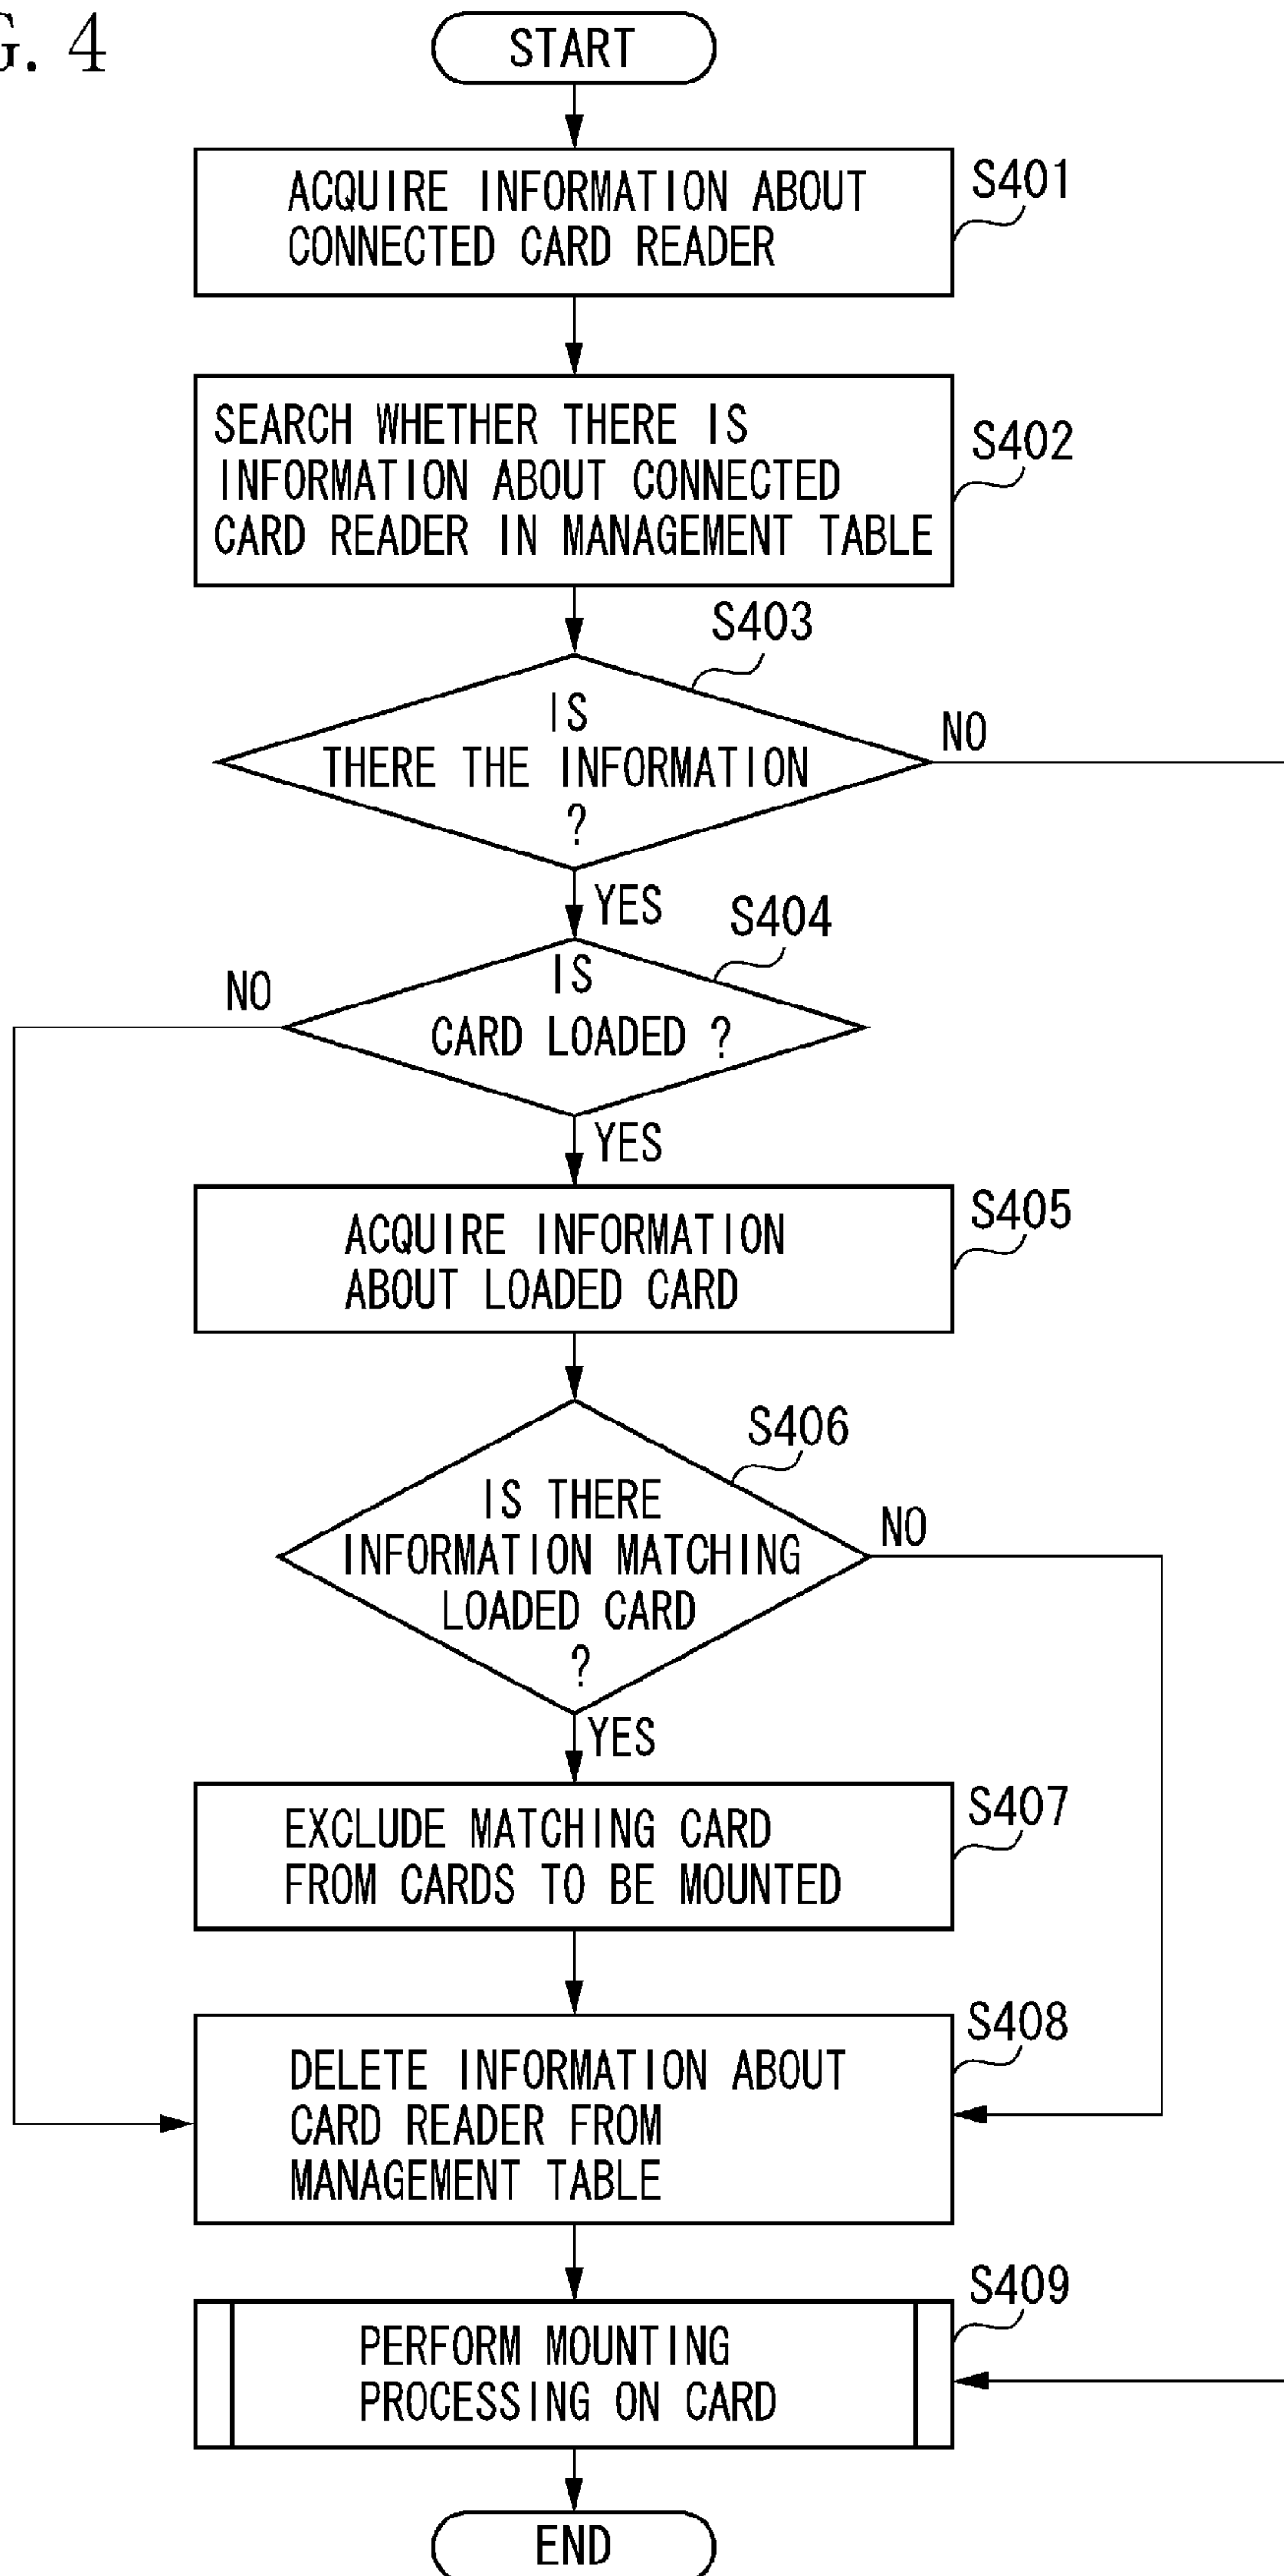 G. 4
START
ACQUIRE INFORMATION ABOUT
CONNECTED CARD READER
S401
SEARCH WHETHER THERE IS
INFORMATION ABOUT CONNECTED
CARD READER IN MANAGEMENT TABLE
S402
S403
IS
THERE THE INFORMATION
?
NO
YES
S404
IS
CARD LOADED ?
NO
YES
ACQUIRE INFORMATION
ABOUT LOADED CARD
S405
S406
IS THERE
INFORMATION MATCHING
LOADED CARD
?
NO
YES
EXCLUDE MATCHING CARD
FROM CARDS TO BE MOUNTED
S407
DELETE INFORMATION ABOUT
CARD READER FROM
MANAGEMENT TABLE
S408
PERFORM MOUNTING
PROCESSING ON CARD
S409
END